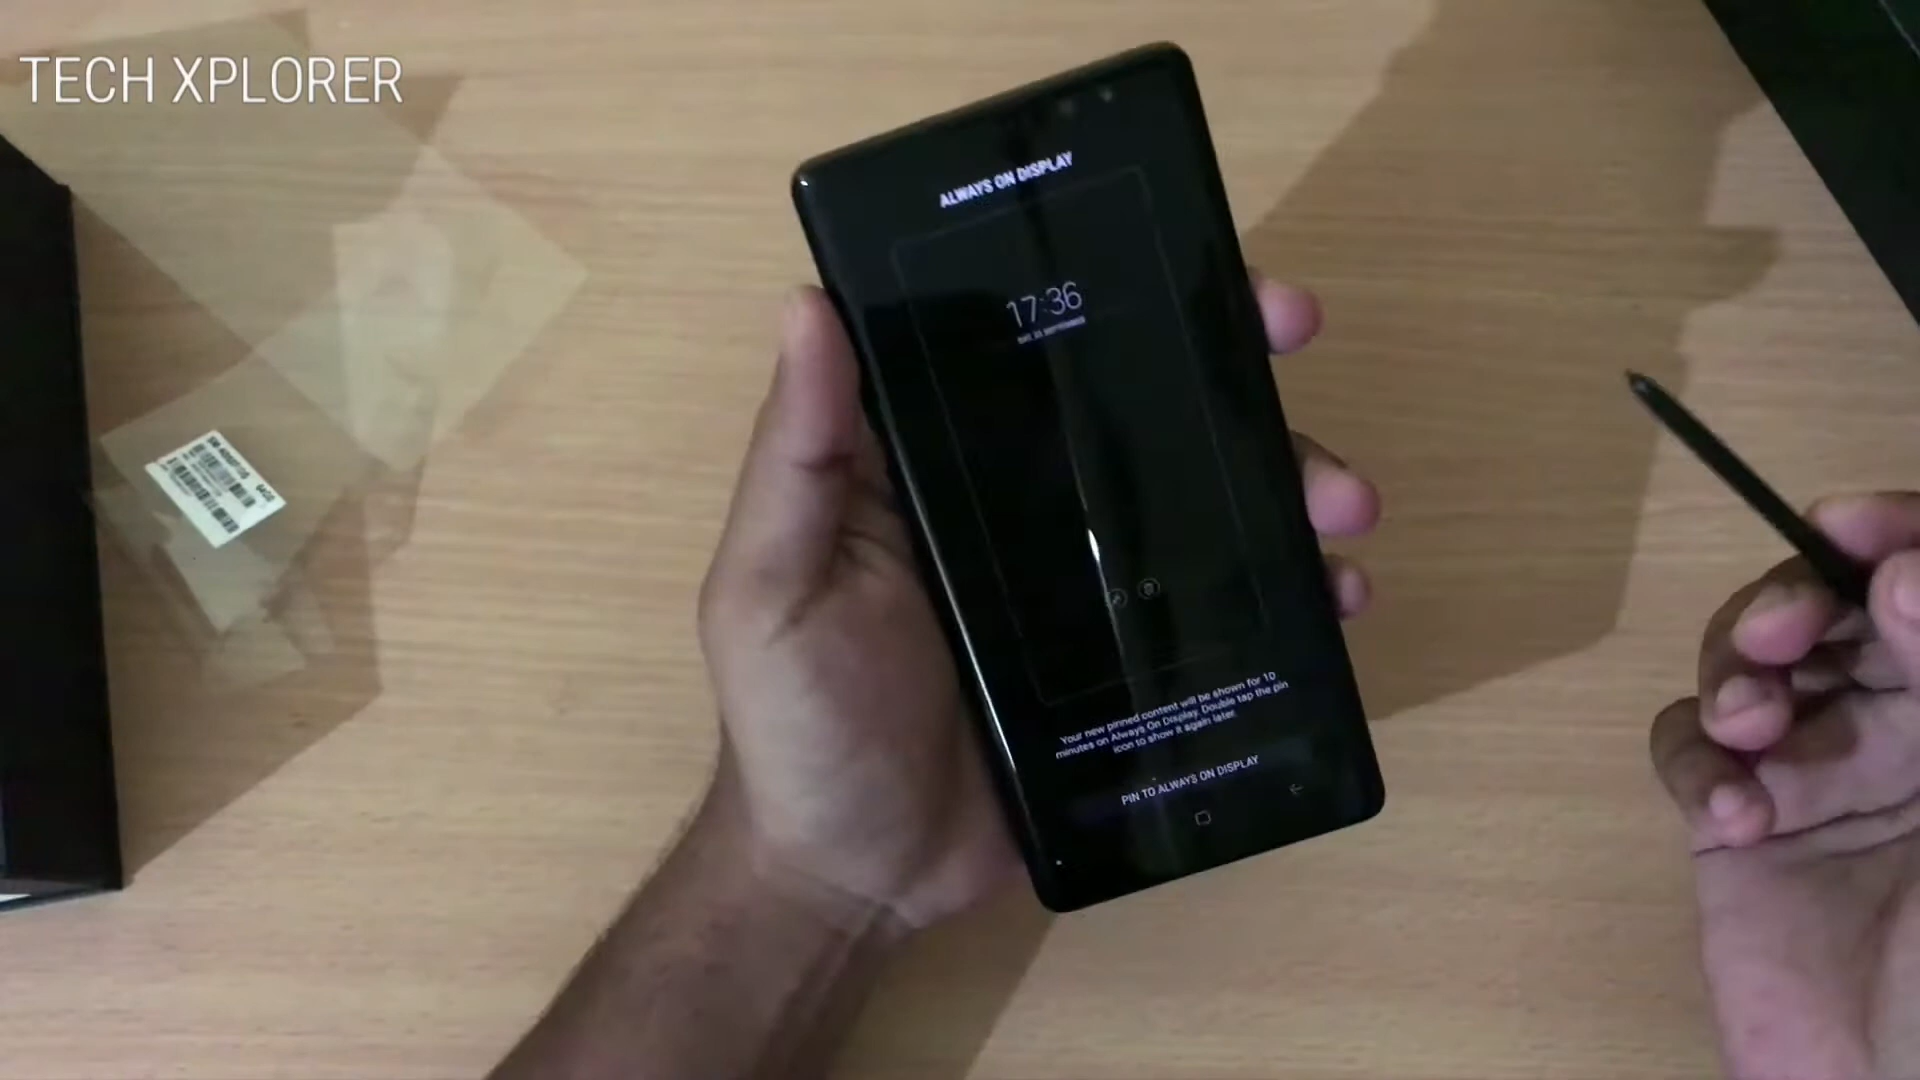 TECH XPLORER
ALWAYS ON DISPLAY
17:36
Your new pinned content will be shown for 10
minutes on Always On Display. Double tap the pin
icon to show it again later.
PIN TO ALWAYS ON DISPLAY
64GB